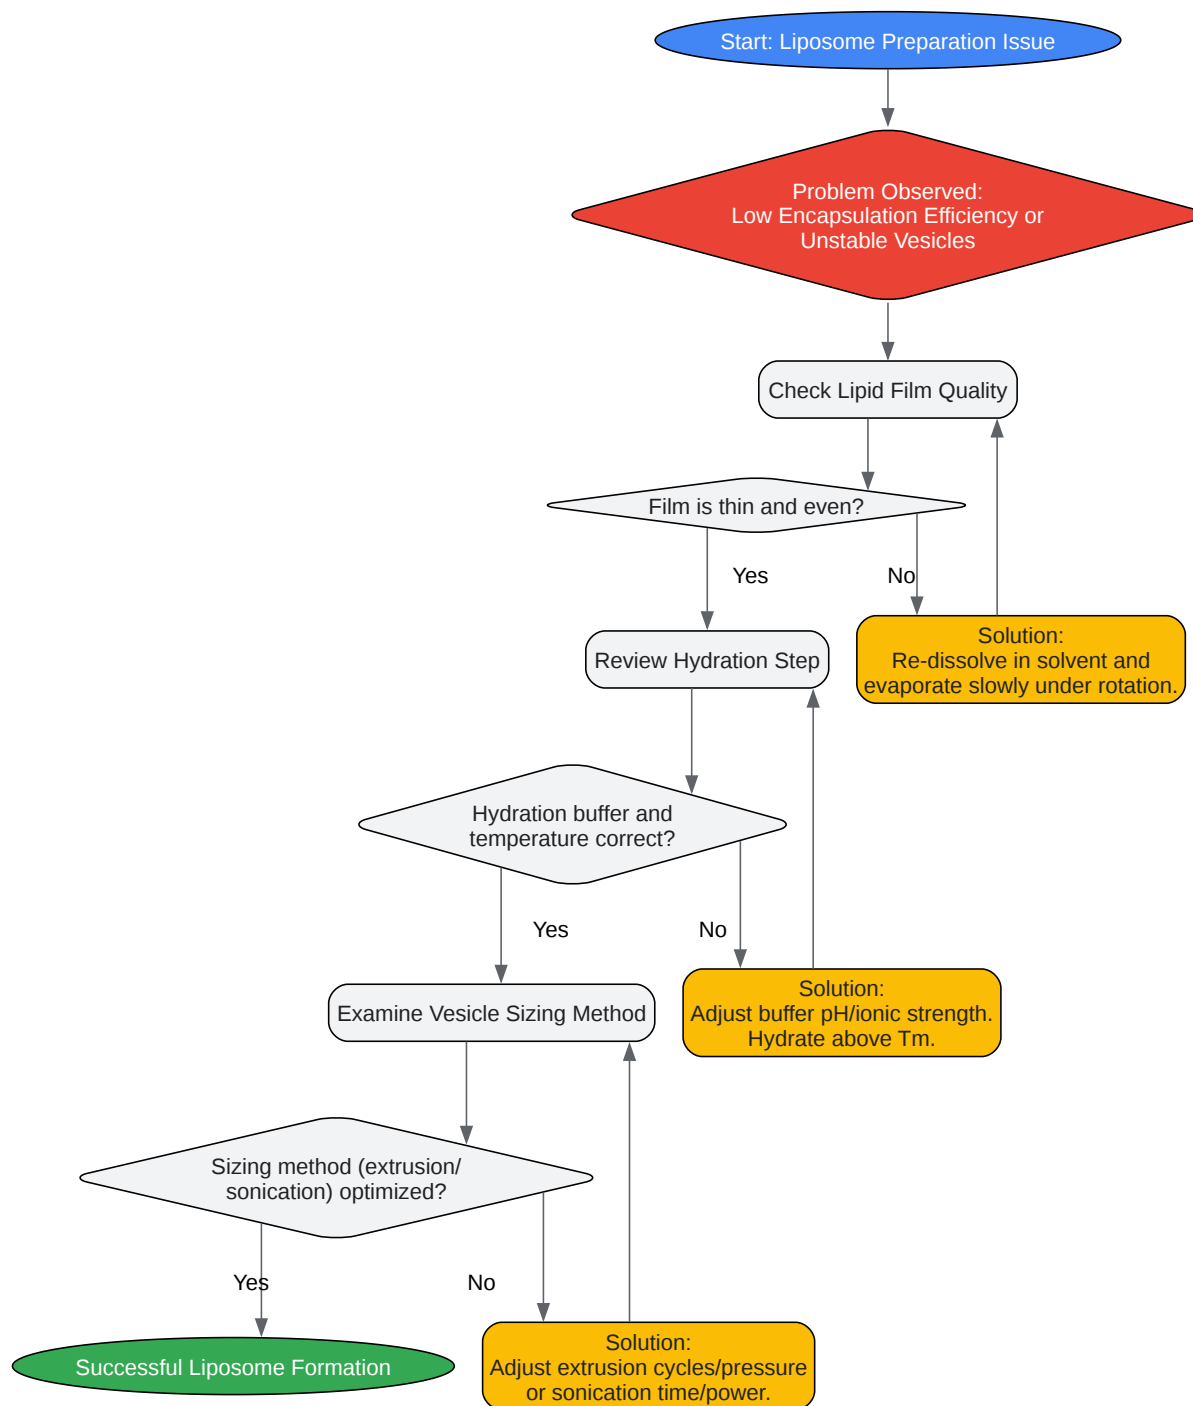 Start: Liposome Preparation Issue
Problem Observed:
Low Encapsulation Efficiency or
Unstable Vesicles
Check Lipid Film Quality
Film is thin and even?
Yes
No
Solution:
Re-dissolve in solvent and
evaporate slowly under rotation.
Review Hydration Step
Hydration buffer and
temperature correct?
Yes
No
Solution:
Adjust buffer pH/ionic strength.
Hydrate above Tm.
Examine Vesicle Sizing Method
Sizing method (extrusion/
sonication) optimized?
Yes
No
Solution:
Adjust extrusion cycles/pressure
or sonication time/power.
Successful Liposome Formation